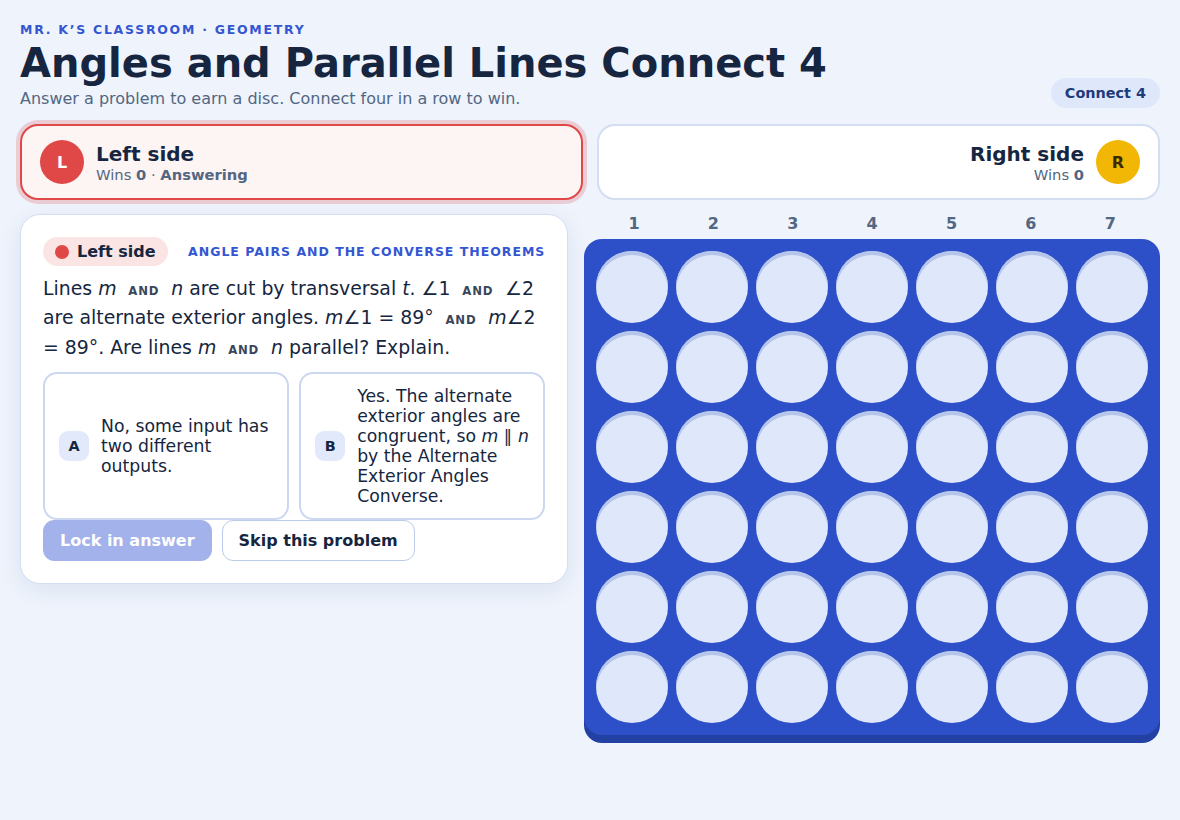 MR. K’S CLASSROOM · GEOMETRY
Angles and Parallel Lines Connect 4
Answer a problem to earn a disc. Connect four in a row to win.
Connect 4
L
Left side
Wins 0 · Answering
Right side
Wins 0
R
Left side
ANGLE PAIRS AND THE CONVERSE THEOREMS
Lines m AND n are cut by transversal t. ∠1 AND ∠2
are alternate exterior angles. m∠1 = 89° AND m∠2
= 89°. Are lines m AND n parallel? Explain.
A
No, some input has
two different
outputs.
B
Yes. The alternate
exterior angles are
congruent, so m ∥ n
by the Alternate
Exterior Angles
Converse.
Lock in answer
Skip this problem
1 2 3 4 5 6 7